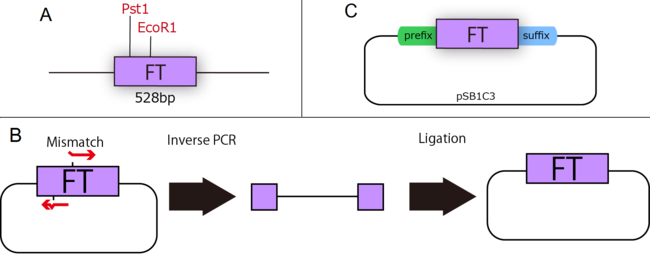 A
Pst1
EcoR1
FT
528bp
C
prefix
FT
suffix
pSB1C3
B
Mismatch
FT
Inverse PCR
Ligation
FT